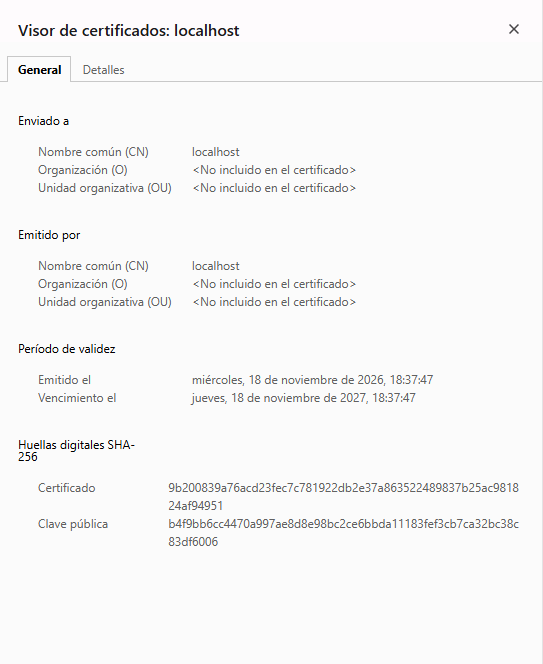 Visor de certificados: localhost
General
Detalles
Enviado a
Nombre común (CN) localhost
Organización (O) <No incluido en el certificado>
Unidad organizativa (OU) <No incluido en el certificado>
Emitido por
Nombre común (CN) localhost
Organización (O) <No incluido en el certificado>
Unidad organizativa (OU) <No incluido en el certificado>
Período de validez
Emitido el miércoles, 18 de noviembre de 2026, 18:37:47
Vencimiento el jueves, 18 de noviembre de 2027, 18:37:47
Huellas digitales SHA-
256
Certificado 9b200839a76acd23fec7c781922db2e37a863522489837b25ac9818
24af94951
Clave pública b4f9bb6cc4470a997ae8d8e98bc2ce6bbda11183fef3cb7ca32bc38c
83df6006